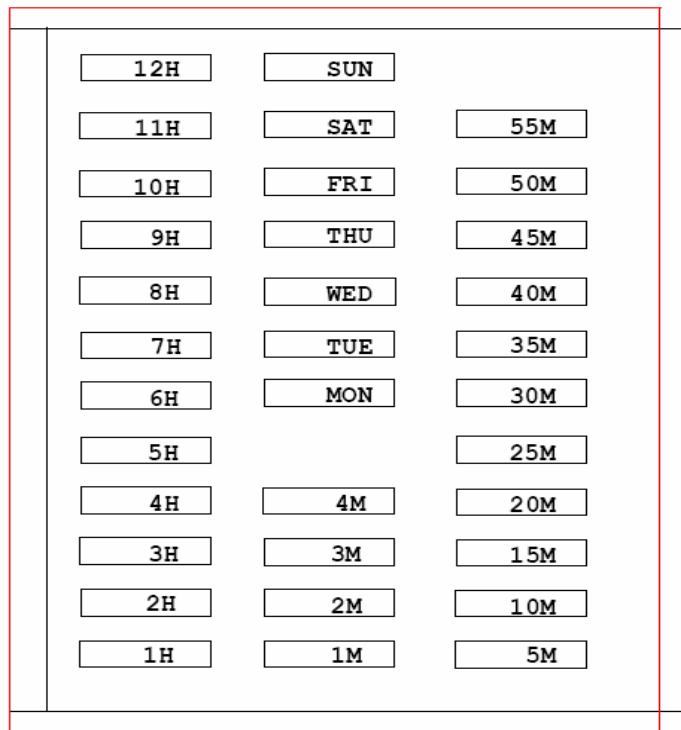 12H SUN
11H SAT 55M
10H FRI 50M
9H THU 45M
8H WED 40M
7H TUE 35M
6H MON 30M
5H 25M
4H 4M 20M
3H 3M 15M
2H 2M 10M
1H 1M 5M